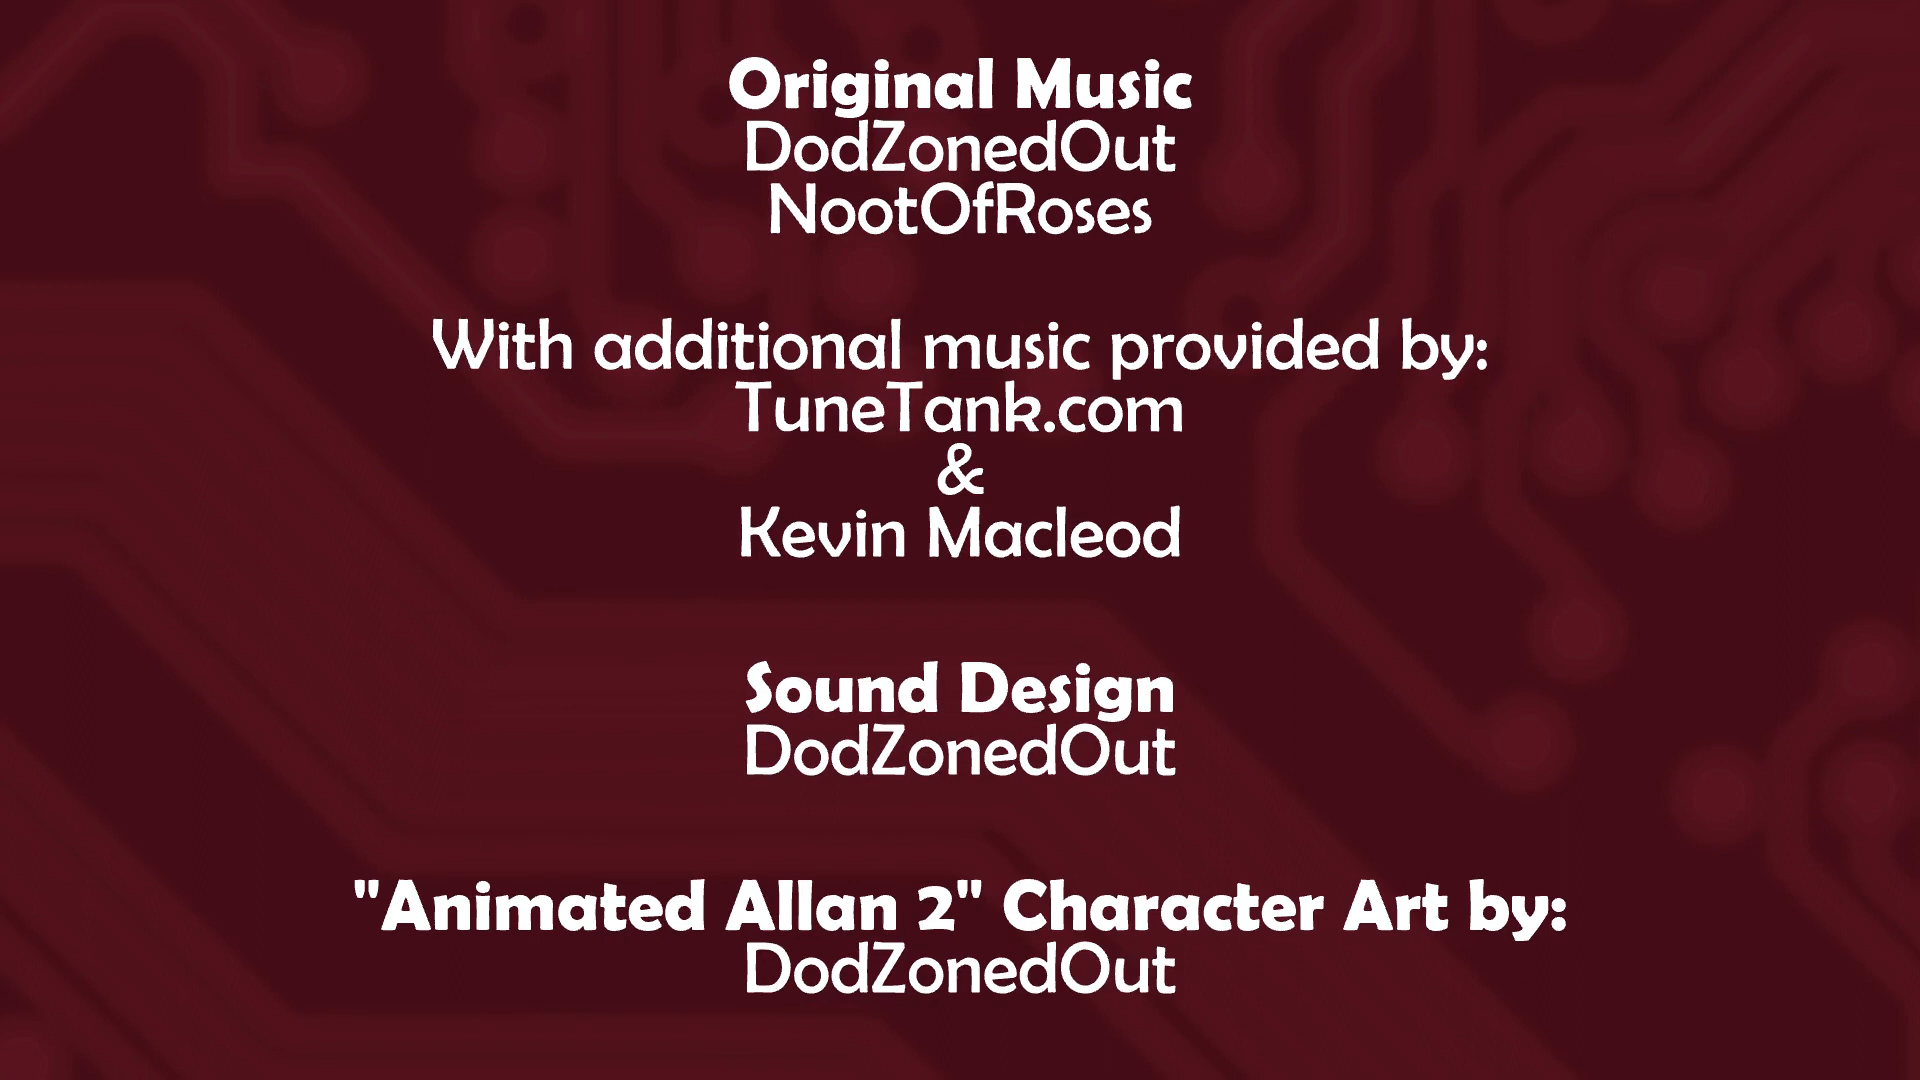 Original Music
DodZonedOut
NootOfRoses
With additional music provided by:
TuneTank.com
&
Kevin Macleod
Sound Design
DodZonedOut
"Animated Allan 2" Character Art by:
DodZonedOut